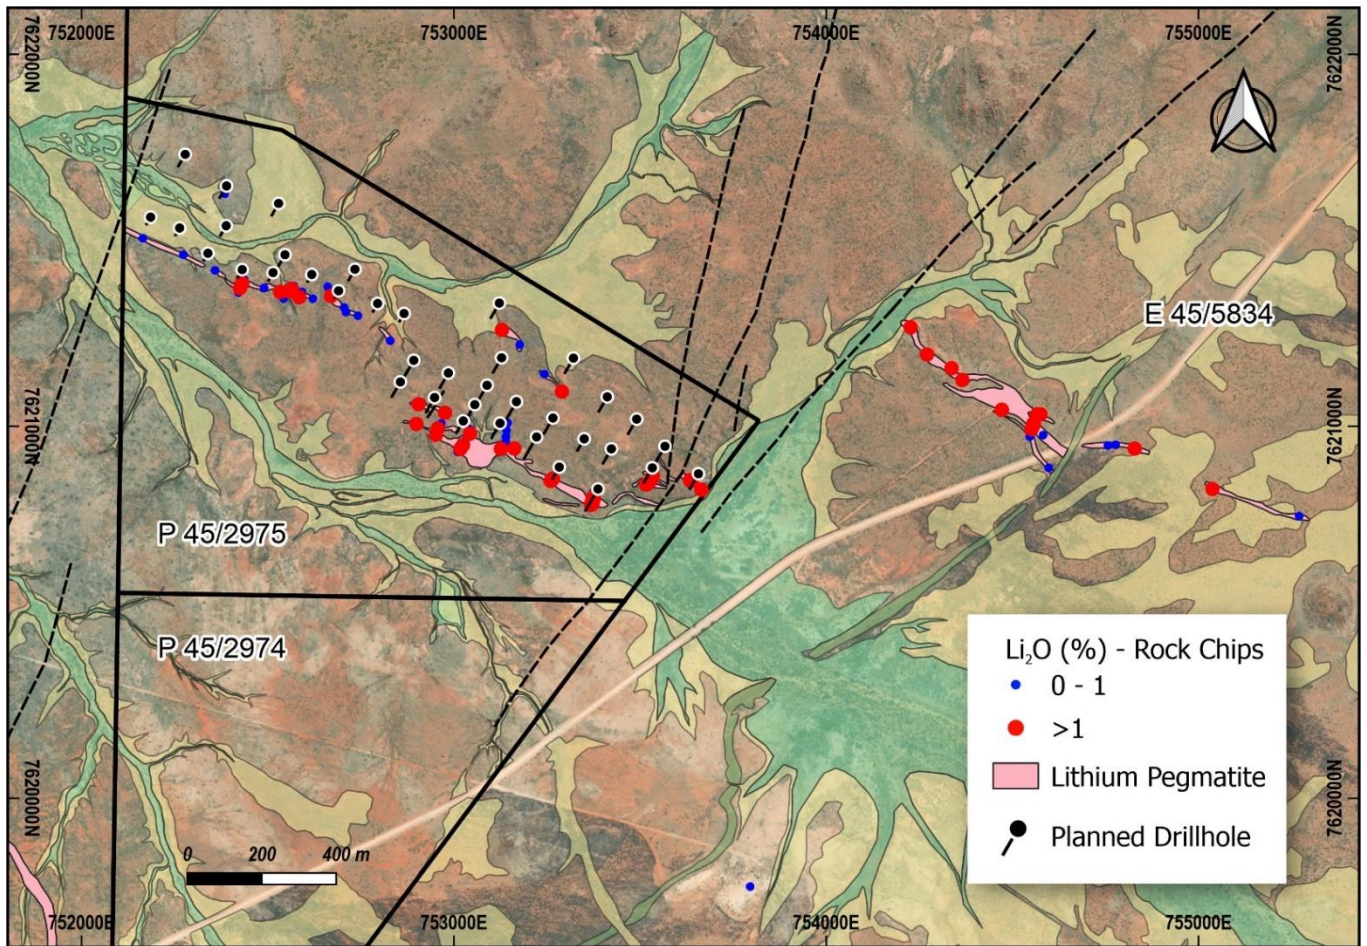 752000E
753000E
754000E
755000E
7622000N
7622000N
E 45/5834
7621000N
7621000N
P 45/2975
P 45/2974
Li₂O (%) - Rock Chips
0 - 1
>1
Lithium Pegmatite
Planned Drillhole
7620000N
7620000N
0 200 400 m
752000E
753000E
754000E
755000E